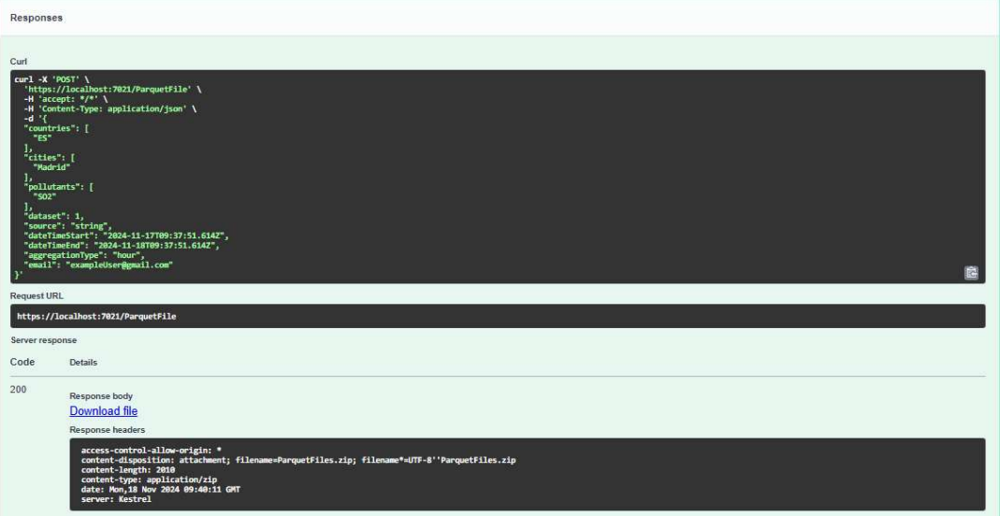 Responses
Curl
curl -X 'POST' \
'https://localhost:7021/ParquetFile' \
-H 'accept: */*' \
-H 'Content-Type: application/json' \
-d '{
"countries": [
"ES"
],
"cities": [
"Madrid"
],
"pollutants": [
"SO2"
],
"dataset": 1,
"source": "string",
"dateTimeStart": "2024-11-17T09:37:51.614Z",
"dateTimeEnd": "2024-11-18T09:37:51.614Z",
"aggregationType": "hour",
"email": "exampleUser@gmail.com"
}'
Request URL
https://localhost:7021/ParquetFile
Server response
Code Details
200
Response body
Download file
Response headers
access-control-allow-origin: *
content-disposition: attachment; filename=ParquetFiles.zip; filename*=UTF-8''ParquetFiles.zip
content-length: 2010
content-type: application/zip
date: Mon,18 Nov 2024 09:40:11 GMT
server: Kestrel